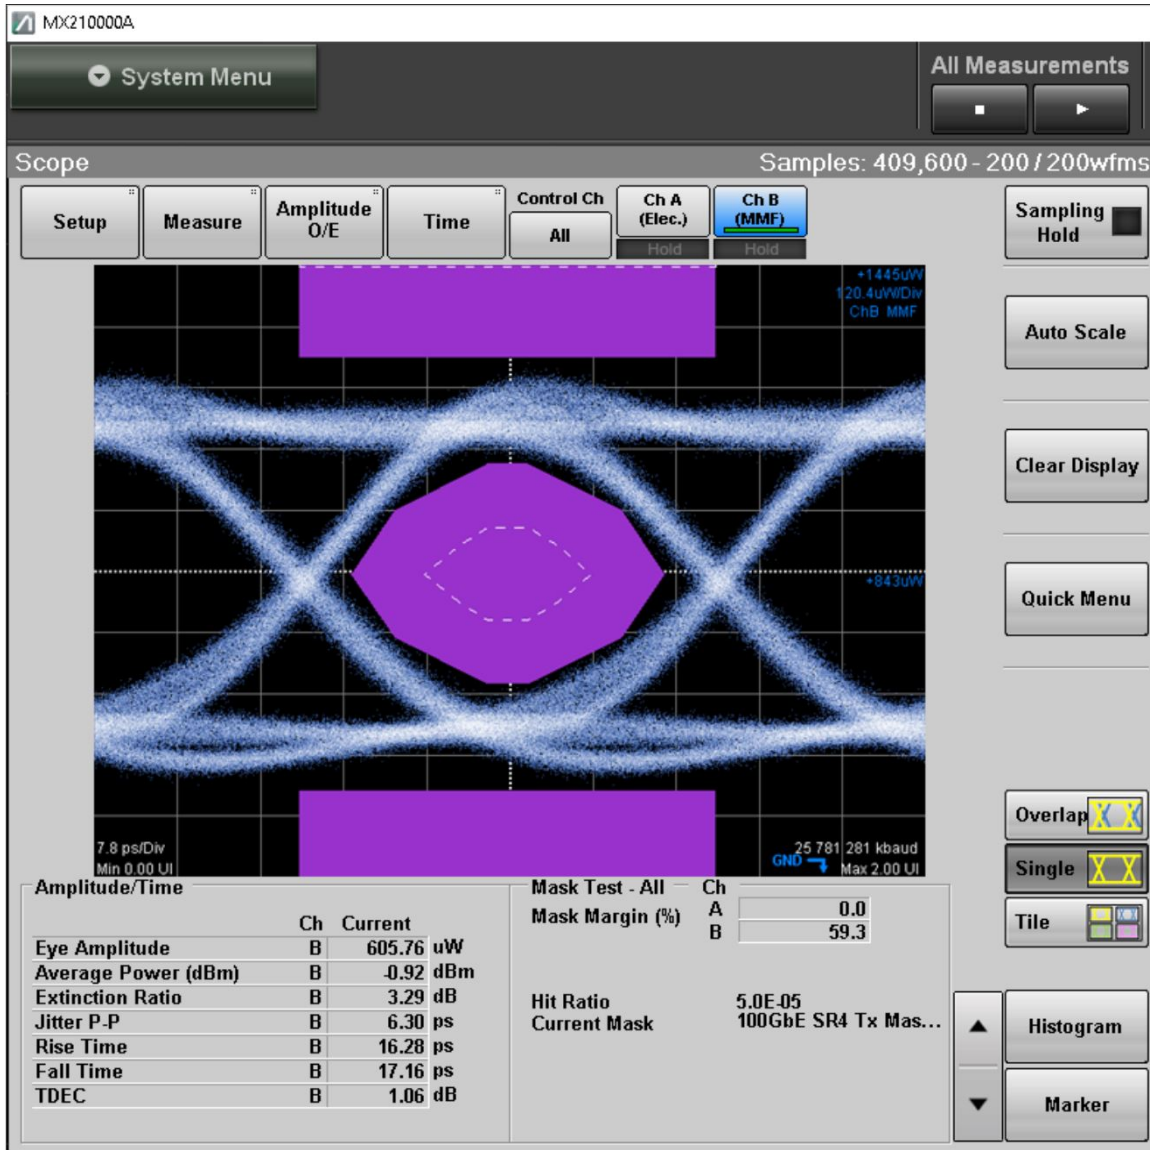 MX210000A
System Menu
All Measurements
Scope
Samples: 409,600 - 200 / 200wfms
Setup
Measure
Amplitude
O/E
Time
Control Ch
All
Ch A
(Elec.)
Hold
Ch B
(MMF)
Hold
Sampling
Hold
+1445uW
120.4uW/Div
ChB MMF
Auto Scale
Clear Display
+843uW
Quick Menu
7.8 ps/Div
Min 0.00 UI
25 781 281 kbaud
GND
Max 2.00 UI
Overlap
Single
Tile
Amplitude/Time
Ch Current
Eye Amplitude B 605.76 uW
Average Power (dBm) B -0.92 dBm
Extinction Ratio B 3.29 dB
Jitter P-P B 6.30 ps
Rise Time B 16.28 ps
Fall Time B 17.16 ps
TDEC B 1.06 dB
Mask Test - All Ch
Mask Margin (%) A 0.0
B 59.3
Hit Ratio 5.0E-05
Current Mask 100GbE SR4 Tx Mas...
Histogram
Marker